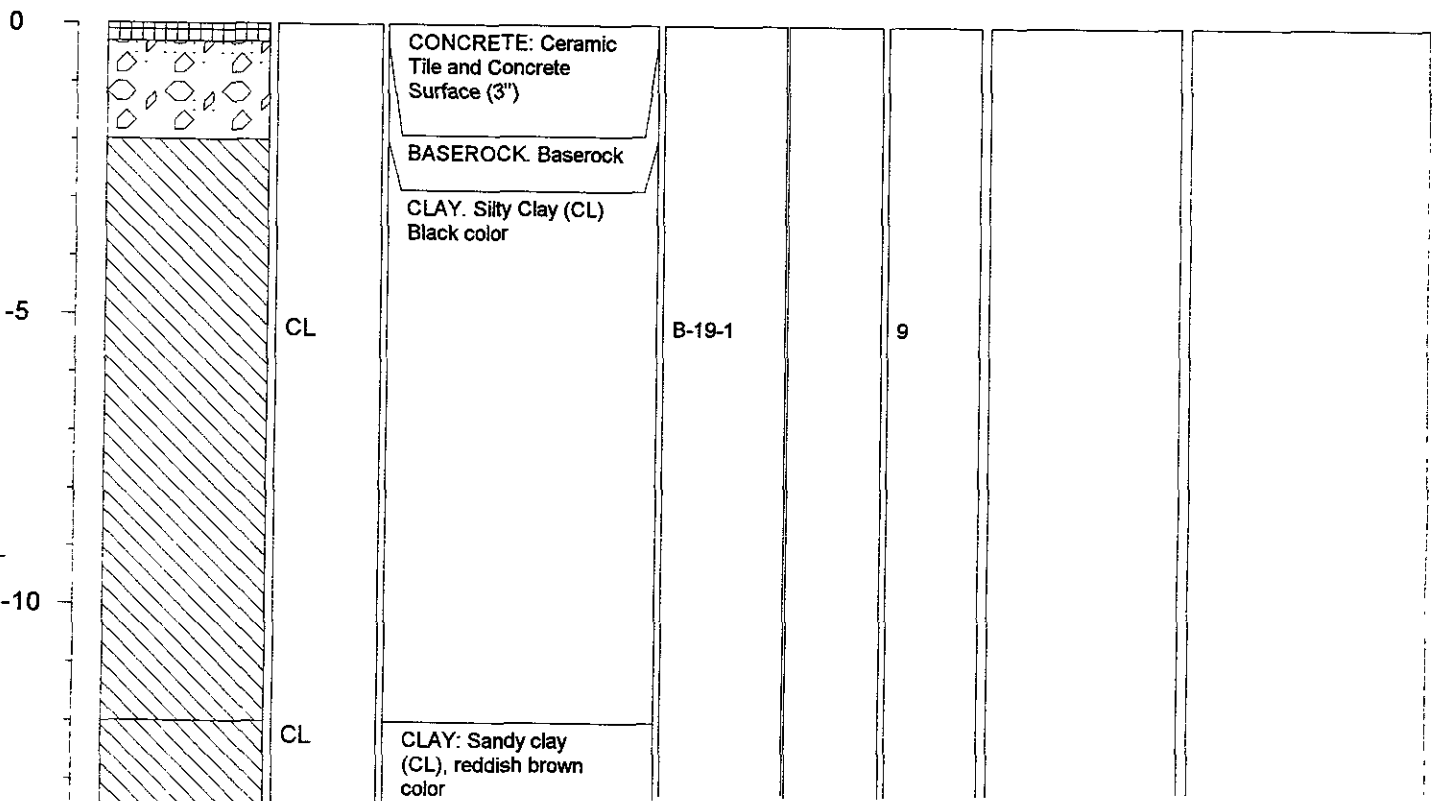 0
CONCRETE: Ceramic
Tile and Concrete
Surface (3")
BASEROCK. Baserock
CLAY. Silty Clay (CL)
Black color
-5
CL
B-19-1
9
-10
CL
CLAY: Sandy clay
(CL), reddish brown
color